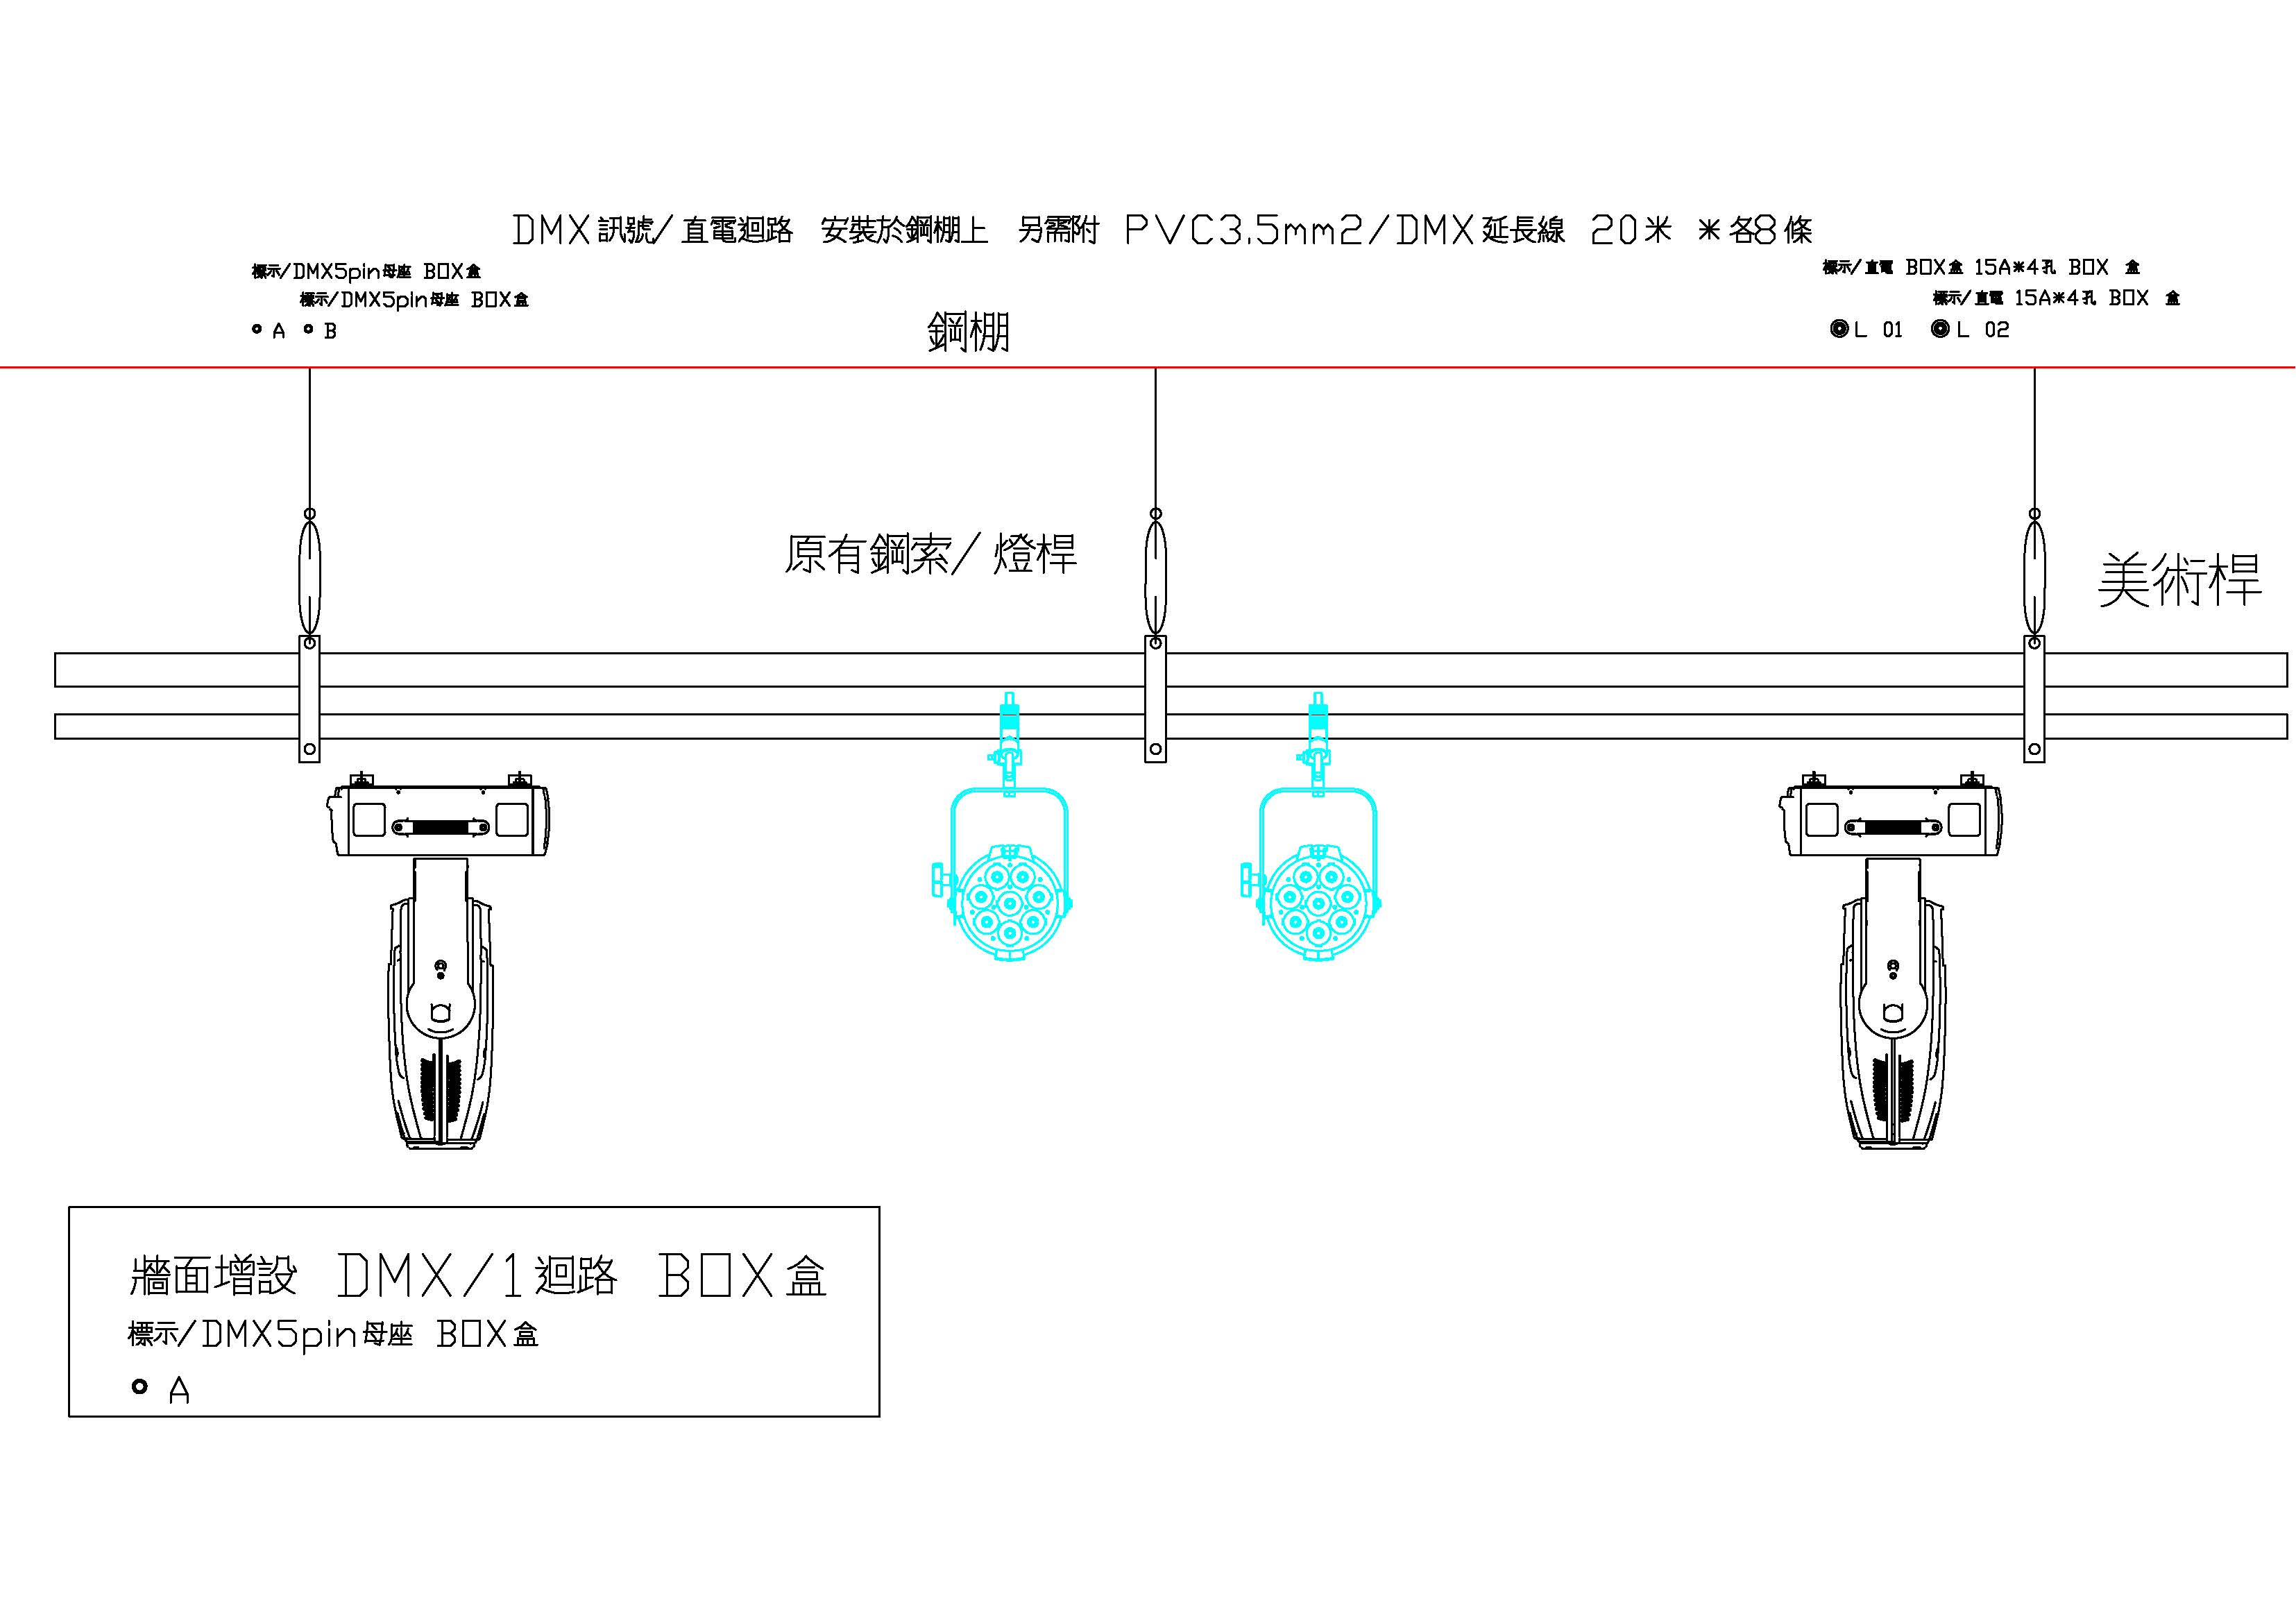 DMX訊號/直電迴路 安裝於鋼棚上 另需附 PVC3.5mm2/DMX延長線 20米 *各8條
標示/DMX5pin母座 BOX盒
標示/DMX5pin母座 BOX盒
A B
鋼棚
標示/直電 BOX盒 15A*4孔 BOX 盒
標示/直電 15A*4孔 BOX 盒
L 01 L 02
原有鋼索/燈桿
美術桿
牆面增設 DMX/1迴路 BOX盒
標示/DMX5pin母座 BOX盒
A